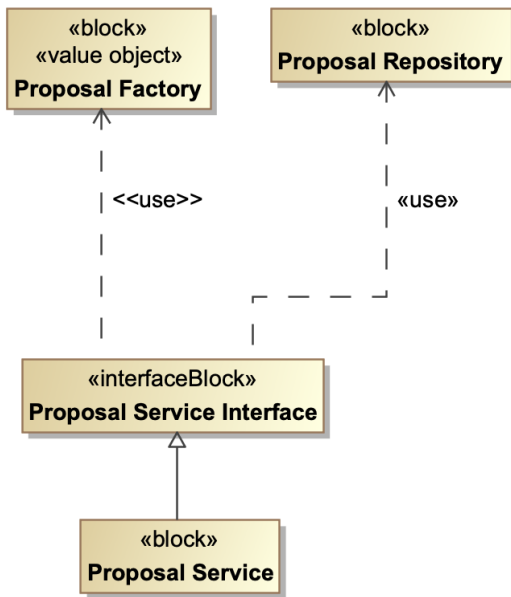 «block»
«value object»
Proposal Factory
«block»
Proposal Repository
<<use>>
«use»
«interfaceBlock»
Proposal Service Interface
«block»
Proposal Service